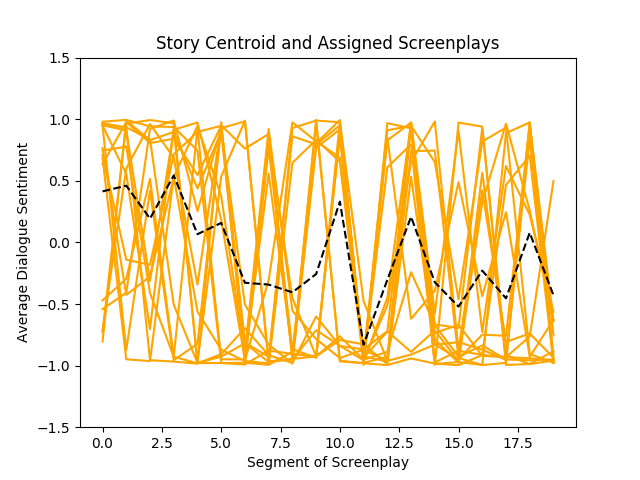 Story Centroid and Assigned Screenplays
1.5
1.0
0.5
0.0
−0.5
−1.0
−1.5
Average Dialogue Sentiment
0.0 2.5 5.0 7.5 10.0 12.5 15.0 17.5
Segment of Screenplay